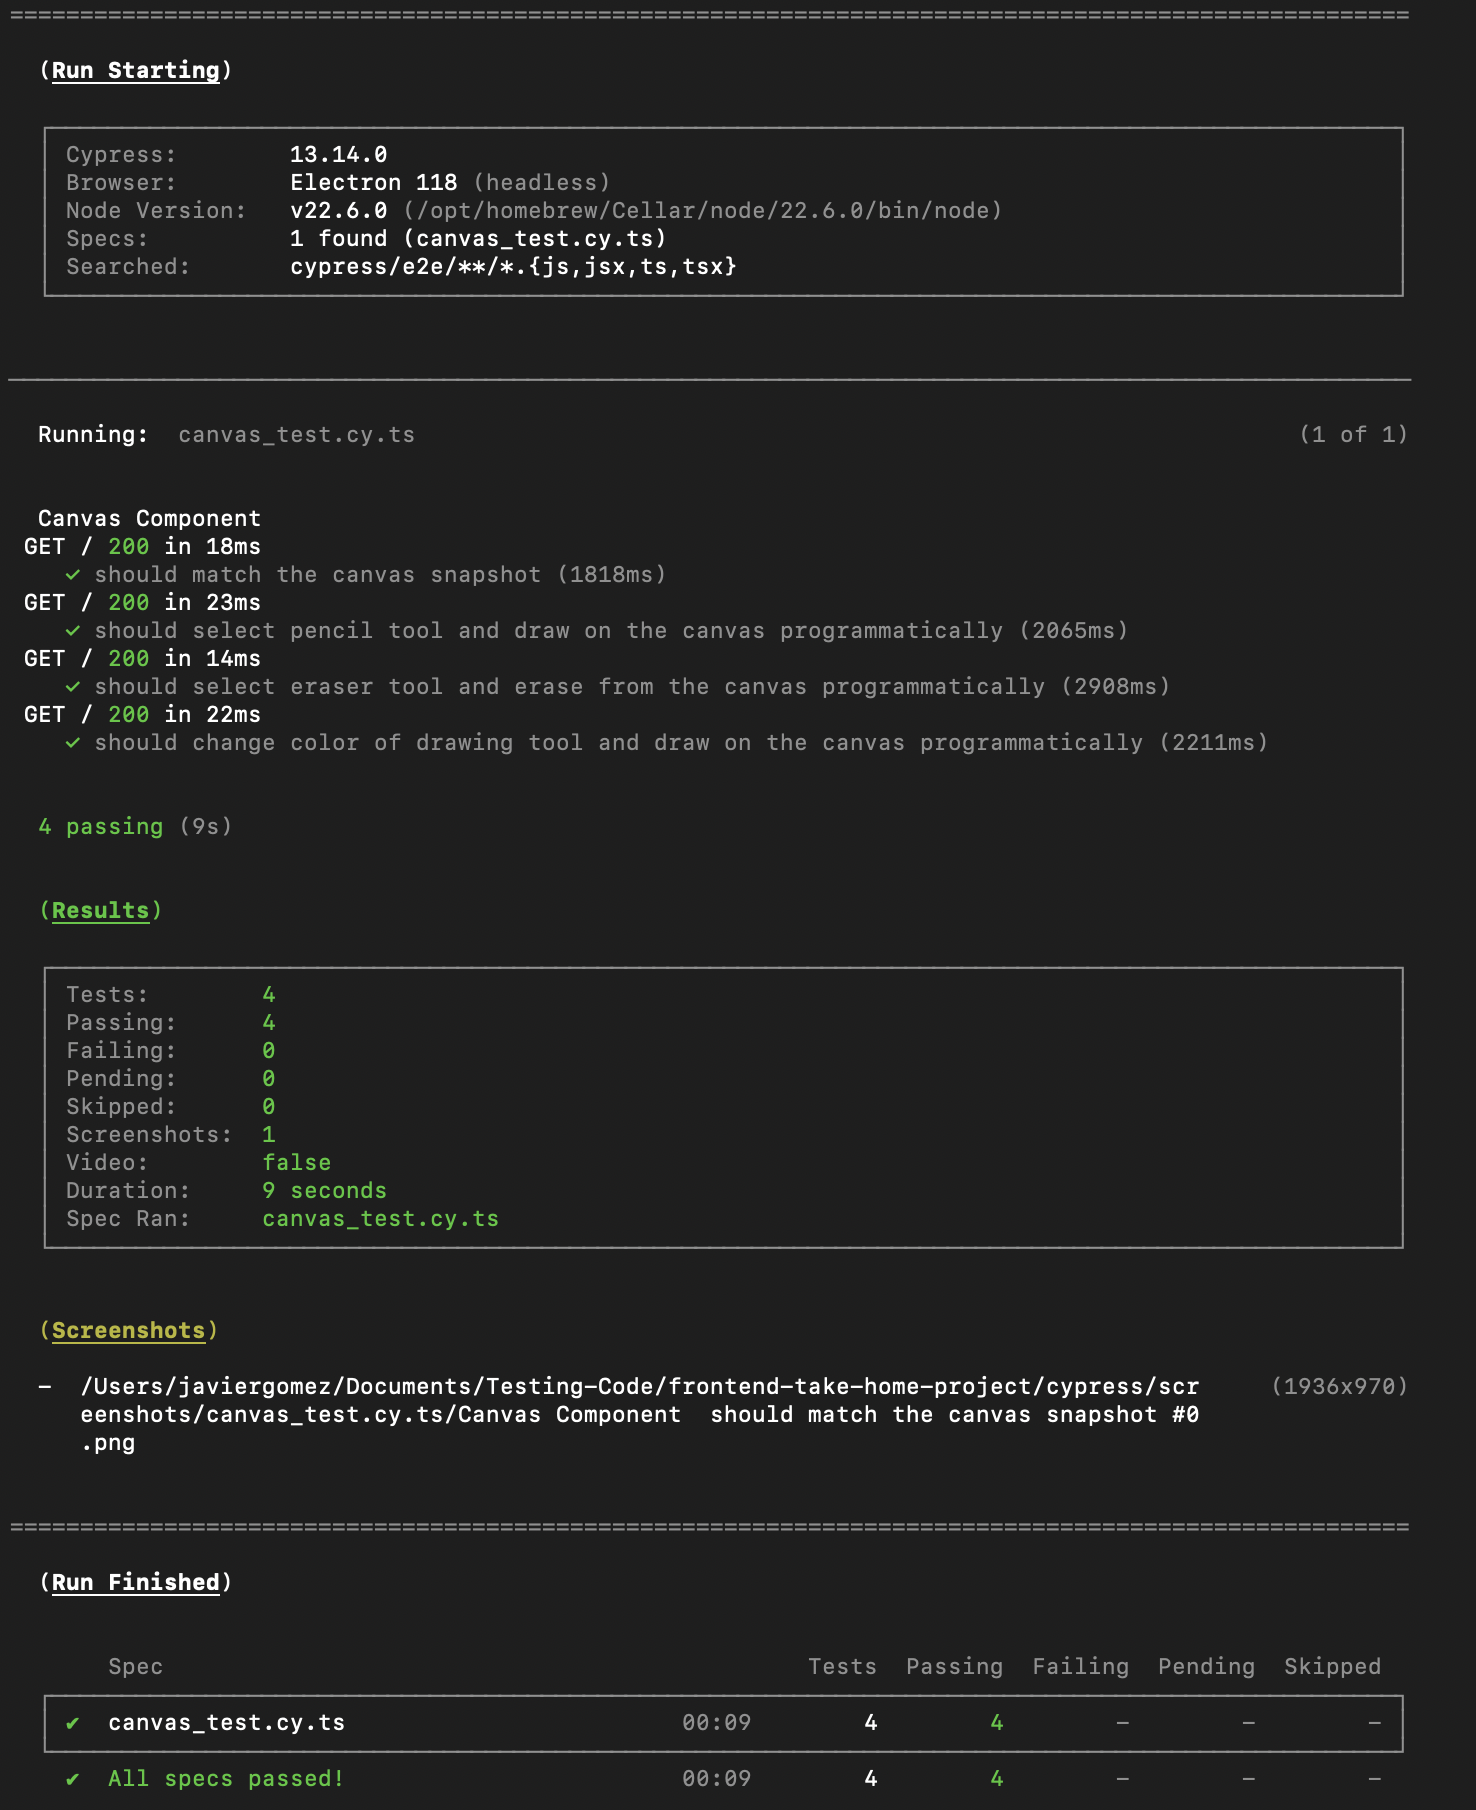 (Run Starting)
Cypress: 13.14.0
Browser: Electron 118 (headless)
Node Version: v22.6.0 (/opt/homebrew/Cellar/node/22.6.0/bin/node)
Specs: 1 found (canvas_test.cy.ts)
Searched: cypress/e2e/**/*.{js,jsx,ts,tsx}
Running: canvas_test.cy.ts (1 of 1)
Canvas Component
GET / 200 in 18ms
✓ should match the canvas snapshot (1818ms)
GET / 200 in 23ms
✓ should select pencil tool and draw on the canvas programmatically (2065ms)
GET / 200 in 14ms
✓ should select eraser tool and erase from the canvas programmatically (2908ms)
GET / 200 in 22ms
✓ should change color of drawing tool and draw on the canvas programmatically (2211ms)
4 passing (9s)
(Results)
Tests: 4
Passing: 4
Failing: 0
Pending: 0
Skipped: 0
Screenshots: 1
Video: false
Duration: 9 seconds
Spec Ran: canvas_test.cy.ts
(Screenshots)
- /Users/javiergomez/Documents/Testing-Code/frontend-take-home-project/cypress/scr (1936x970)
eenshots/canvas_test.cy.ts/Canvas Component  should match the canvas snapshot #0
.png
(Run Finished)
Spec Tests Passing Failing Pending Skipped
✔ canvas_test.cy.ts 00:09 4 4 - - -
✔ All specs passed! 00:09 4 4 - - -